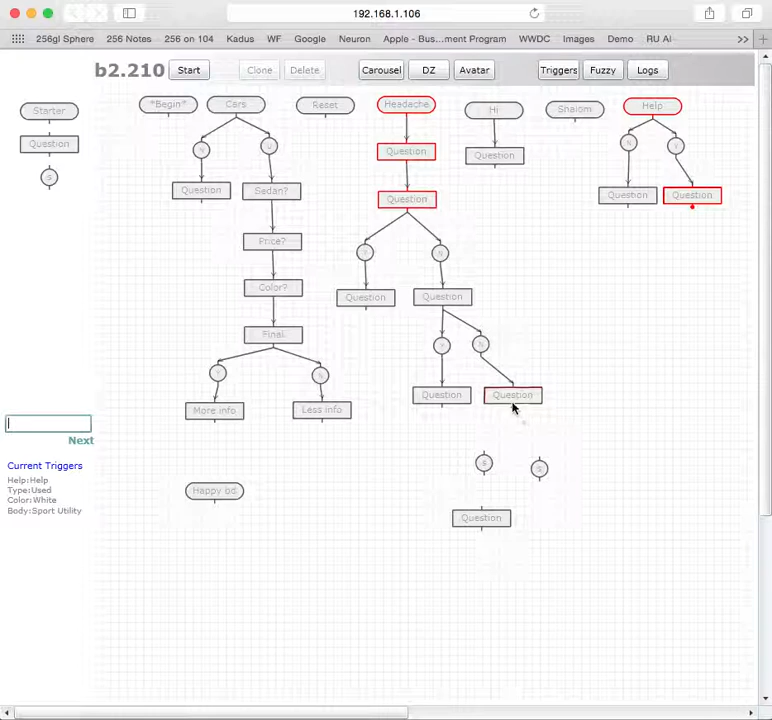 192.168.1.106
256gl Sphere 256 Notes 256 on 104 Kadus WF Google Neuron Apple - Bus...ment Program WWDC Images Demo RU AI
b2.210 Start Clone Delete Carousel DZ Avatar Triggers Fuzzy Logs
Starter *Begin* Cars Reset Headache Hi Shalom Help
Question N U Question Question N Y
S Question Sedan? Question Question Question
Price? Y N
Color? Question Question
Final Y N
Y S
More info Less info Question Question
Next
Current Triggers
Help:Help
Type:Used
Color:White
Body:Sport Utility
S S
Happy bd
Question